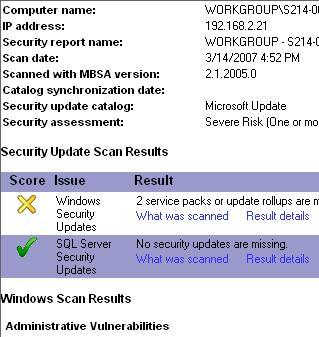 Computer name: WORKGROUP\S214-0
IP address: 192.168.2.21
Security report name: WORKGROUP - S214-0
Scan date: 3/14/2007 4:52 PM
Scanned with MBSA version: 2.1.2005.0
Catalog synchronization date:
Security update catalog: Microsoft Update
Security assessment: Severe Risk (One or mo
Security Update Scan Results
Score Issue Result
Windows Security Updates 2 service packs or update rollups are m
What was scanned Result details
SQL Server Security Updates No security updates are missing.
What was scanned Result details
Windows Scan Results
Administrative Vulnerabilities